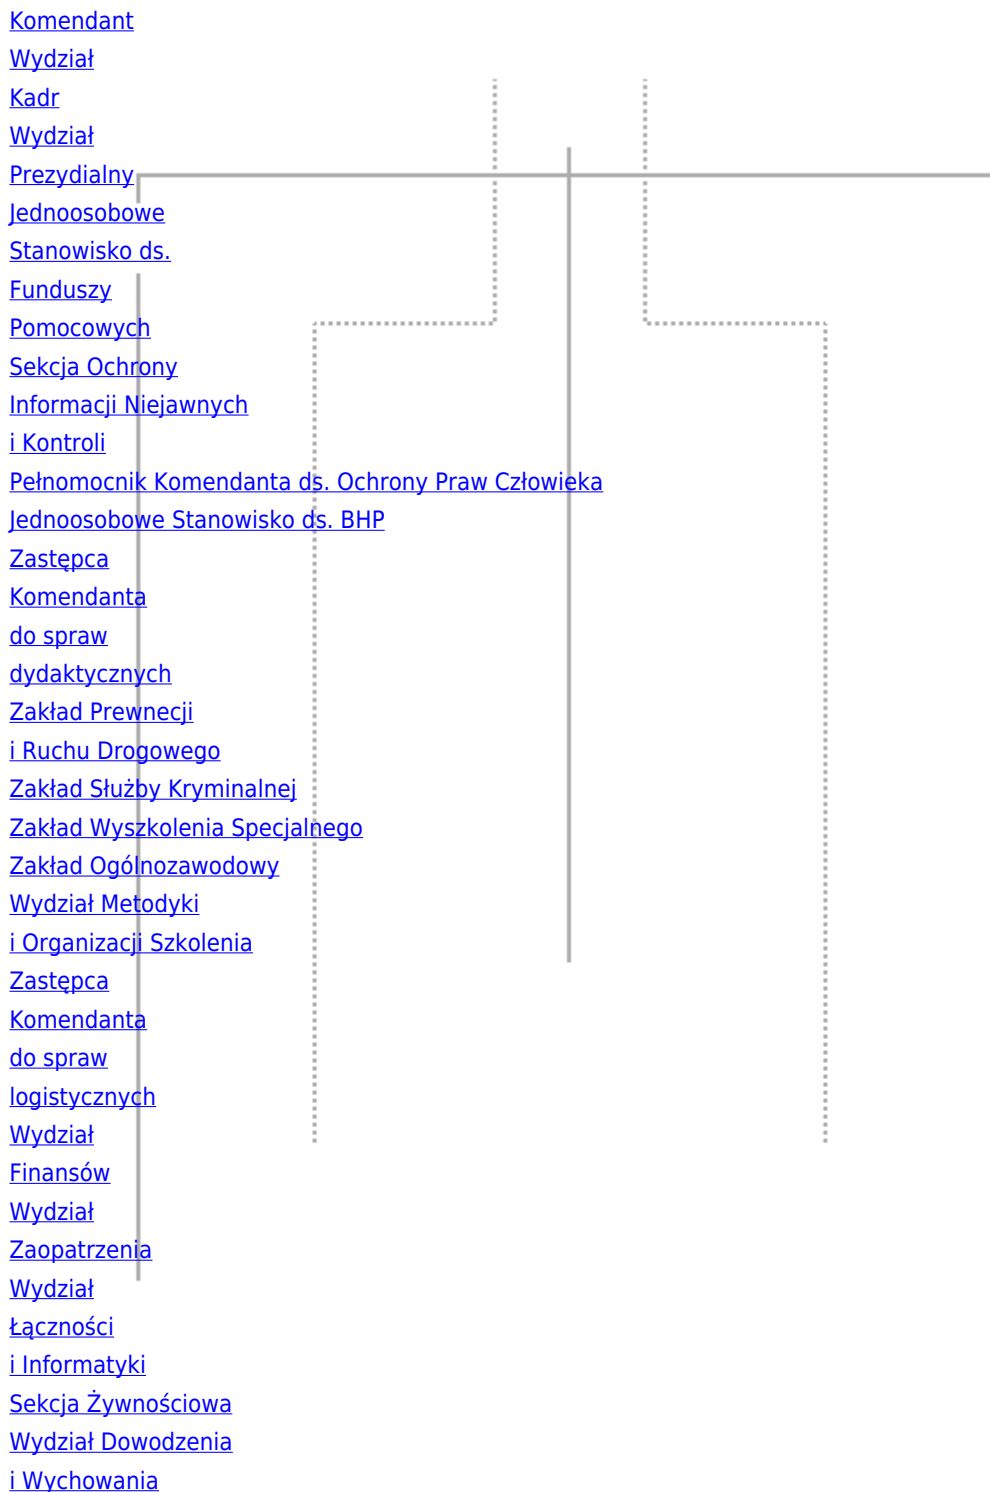 Komendant
Wydział
Kadr
Wydział
Prezydialny
Jednoosobowe
Stanowisko ds.
Funduszy
Pomocowych
Sekcja Ochrony
Informacji Niejawnych
i Kontroli
Pełnomocnik Komendanta ds. Ochrony Praw Człowieka
Jednoosobowe Stanowisko ds. BHP
Zastępca
Komendanta
do spraw
dydaktycznych
Zakład Prewnecji
i Ruchu Drogowego
Zakład Służby Kryminalnej
Zakład Wyszkolenia Specjalnego
Zakład Ogólnozawodowy
Wydział Metodyki
i Organizacji Szkolenia
Zastępca
Komendanta
do spraw
logistycznych
Wydział
Finansów
Wydział
Zaopatrzenia
Wydział
Łączności
i Informatyki
Sekcja Żywnościowa
Wydział Dowodzenia
i Wychowania